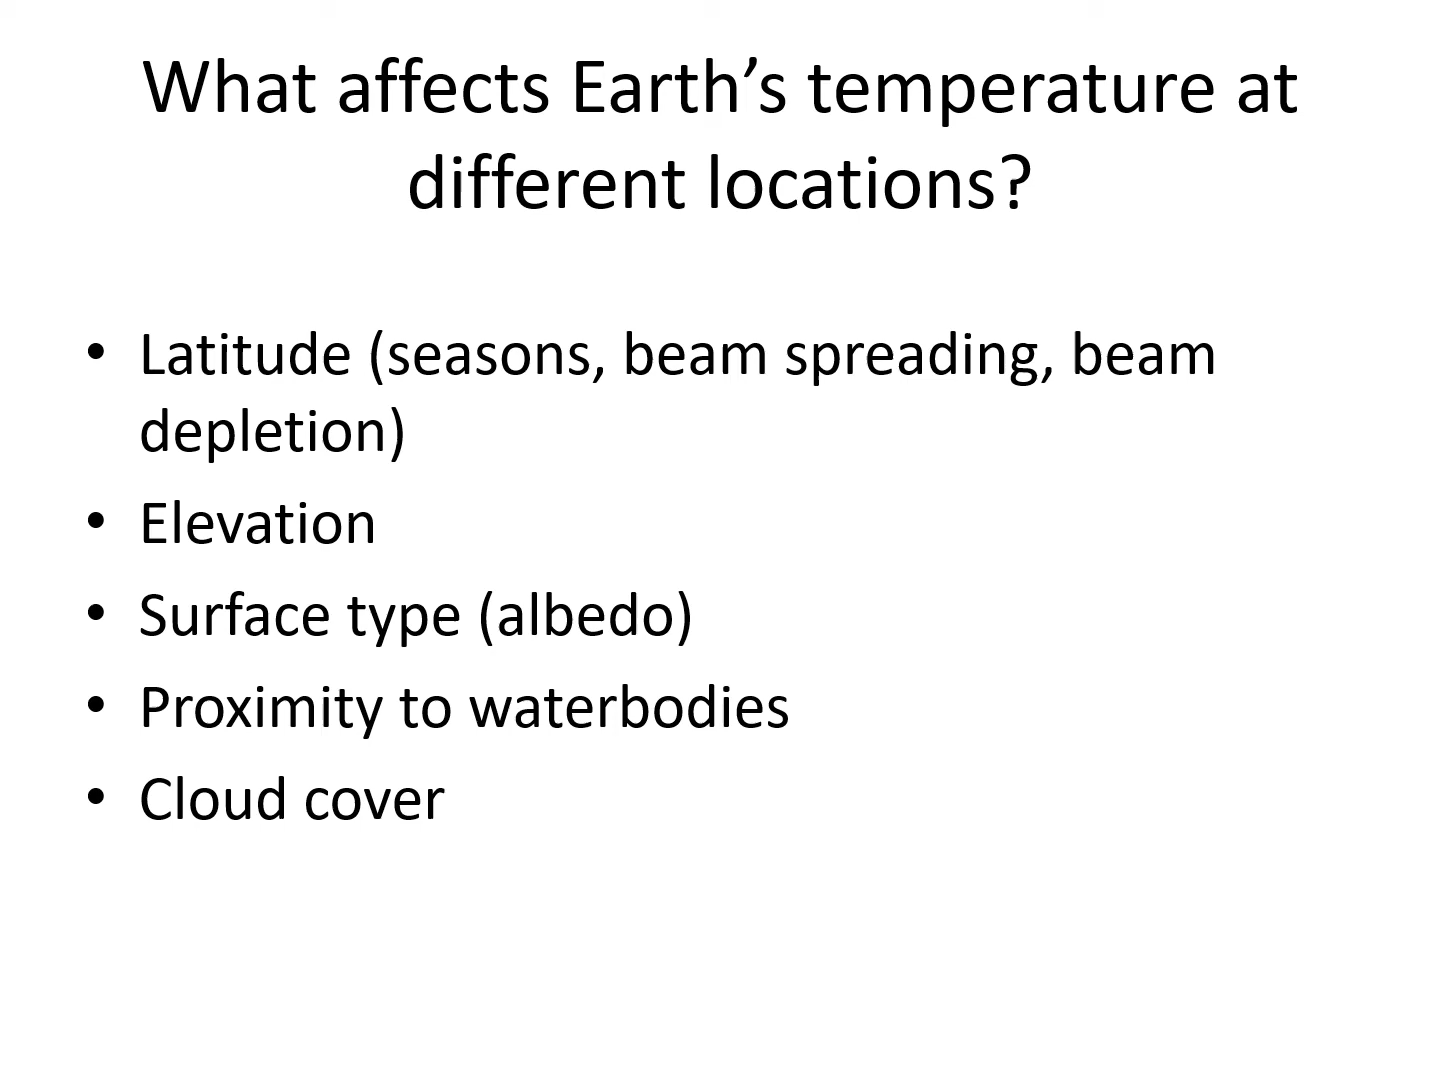 What affects Earth’s temperature at
different locations?
• Latitude (seasons, beam spreading, beam
depletion)
• Elevation
• Surface type (albedo)
• Proximity to waterbodies
• Cloud cover